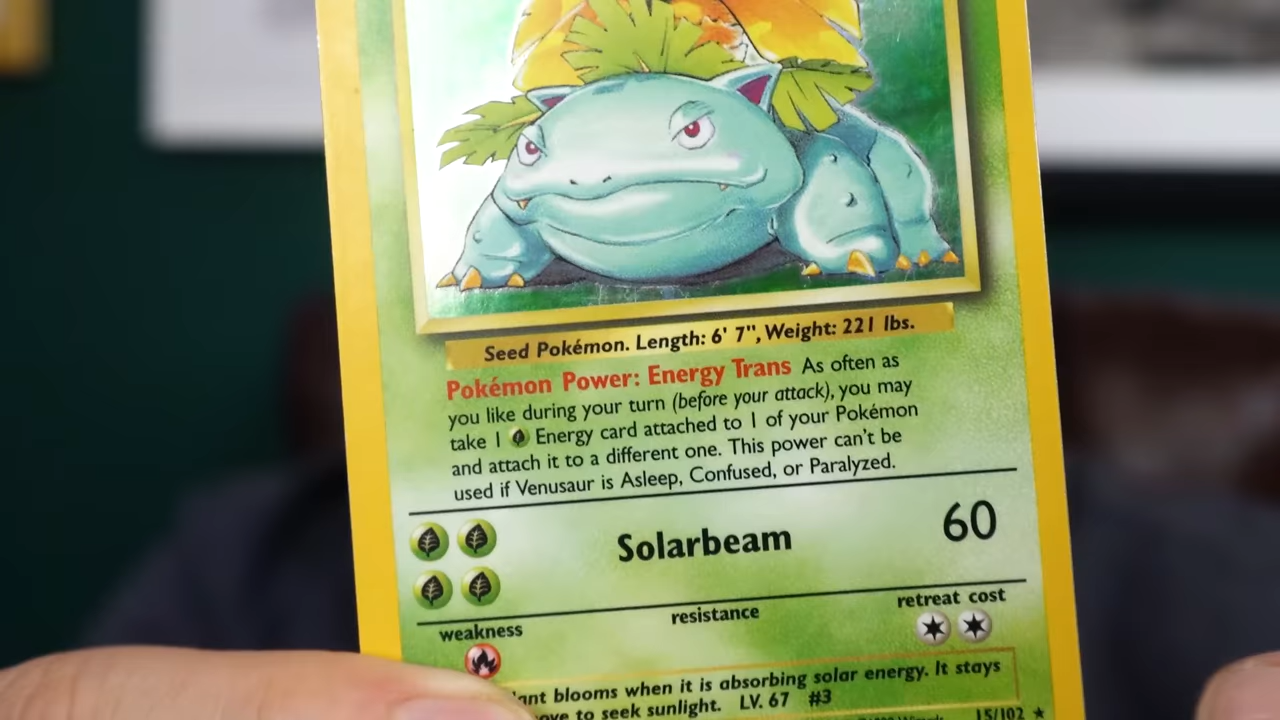 Seed Pokémon. Length: 6' 7", Weight: 221 lbs.
Pokémon Power: Energy Trans As often as
you like during your turn (before your attack), you may
take 1 Energy card attached to 1 of your Pokémon
and attach it to a different one. This power can't be
used if Venusaur is Asleep, Confused, or Paralyzed.
Solarbeam 60
weakness resistance retreat cost
blooms when it is absorbing solar energy. It stays
to seek sunlight. LV. 67 #3
15/102 ★